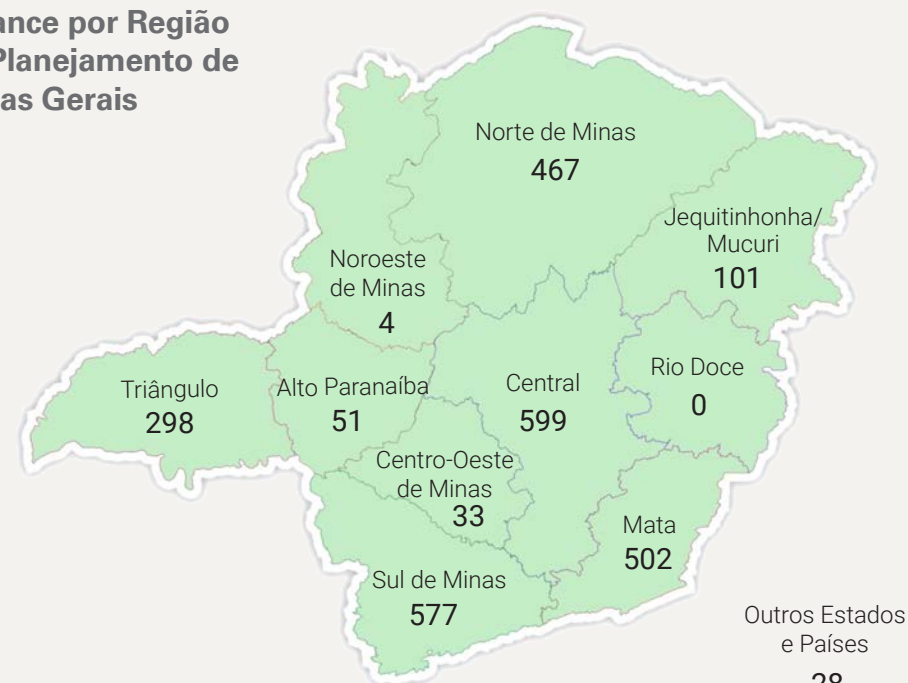 ance por Região
Planejamento de
as Gerais
Norte de Minas
467
Jequitinhonha/
Mucuri
101
Noroeste
de Minas
4
Rio Doce
0
Triângulo
298
Alto Paranaíba
51
Central
599
Centro-Oeste
de Minas
33
Mata
502
Sul de Minas
577
Outros Estados
e Países
28